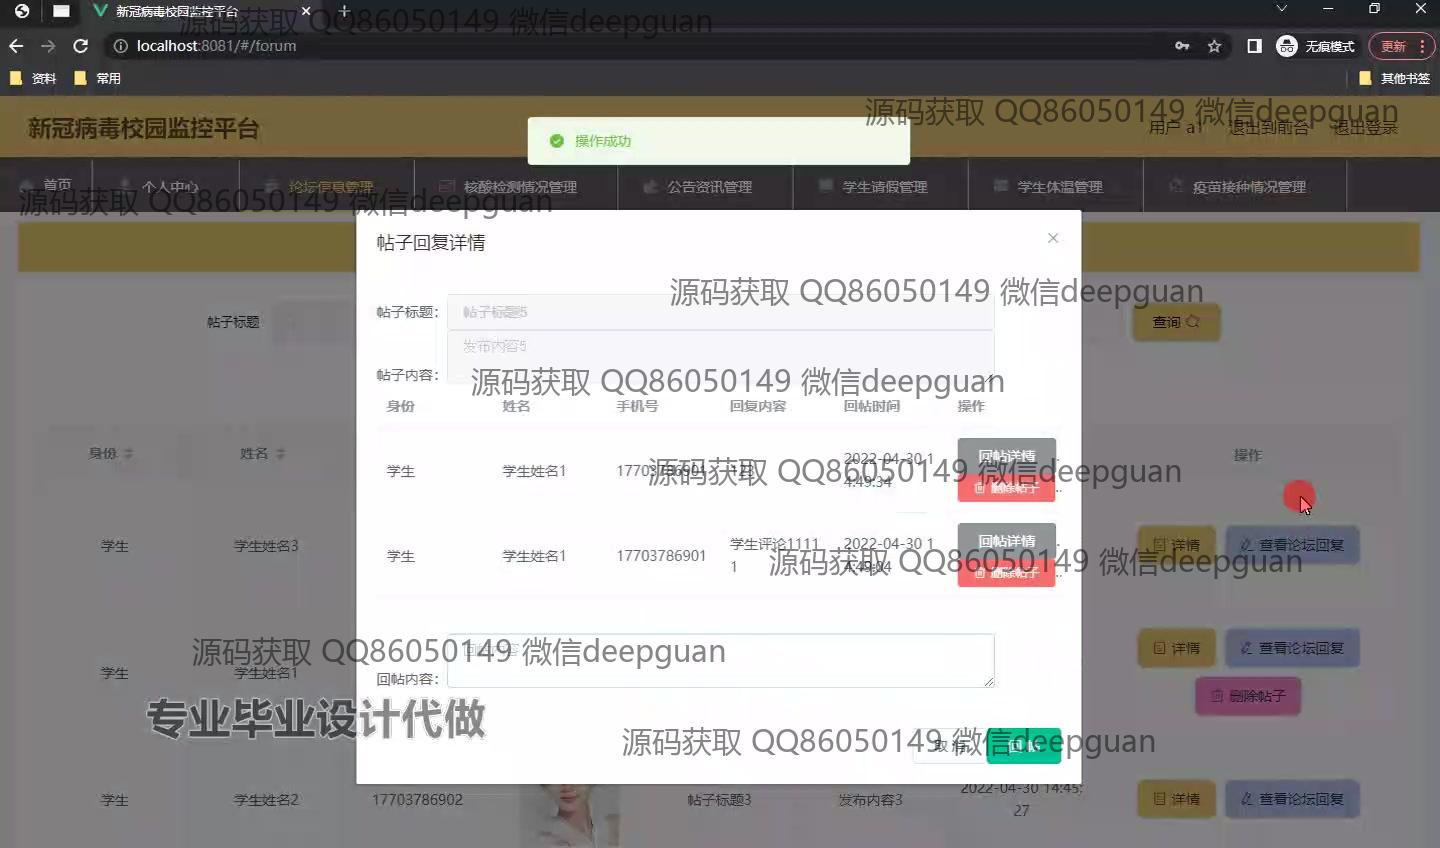 新冠病毒校园监控平台
localhost:8081/#/forum
无痕模式
更新
资料
常用
其他书签
源码获取 QQ86050149 微信deepguan
新冠病毒校园监控平台
源码获取 QQ86050149 微信deepguan
用户 a1
退出到前台
退出登录
操作成功
首页
个人中心
论坛信息管理
核酸检测情况管理
公告资讯管理
学生请假管理
学生体温管理
疫苗接种情况管理
源码获取 QQ86050149 微信deepguan
帖子回复详情
源码获取 QQ86050149 微信deepguan
帖子标题
查询
帖子标题：
帖子标题5
发布内容5
帖子内容：
源码获取 QQ86050149 微信deepguan
身份 姓名 手机号 回复内容 回帖时间 操作
身份 姓名 操作
学生 学生姓名1 17703786901 123 2022-04-30 14:49:34
回帖详情
删除帖子
源码获取 QQ86050149 微信deepguan
学生 学生姓名1 17703786901 学生评论11111 2022-04-30 14:49:04
回帖详情
删除帖子
源码获取 QQ86050149 微信deepguan
学生 学生姓名3
详情
查看论坛回复
回帖内容：
源码获取 QQ86050149 微信deepguan
学生 学生姓名1
详情
查看论坛回复
删除帖子
专业毕业设计代做
取消
回帖
源码获取 QQ86050149 微信deepguan
学生 学生姓名2 17703786902 帖子标题3 发布内容3 2022-04-30 14:45:27
详情
查看论坛回复